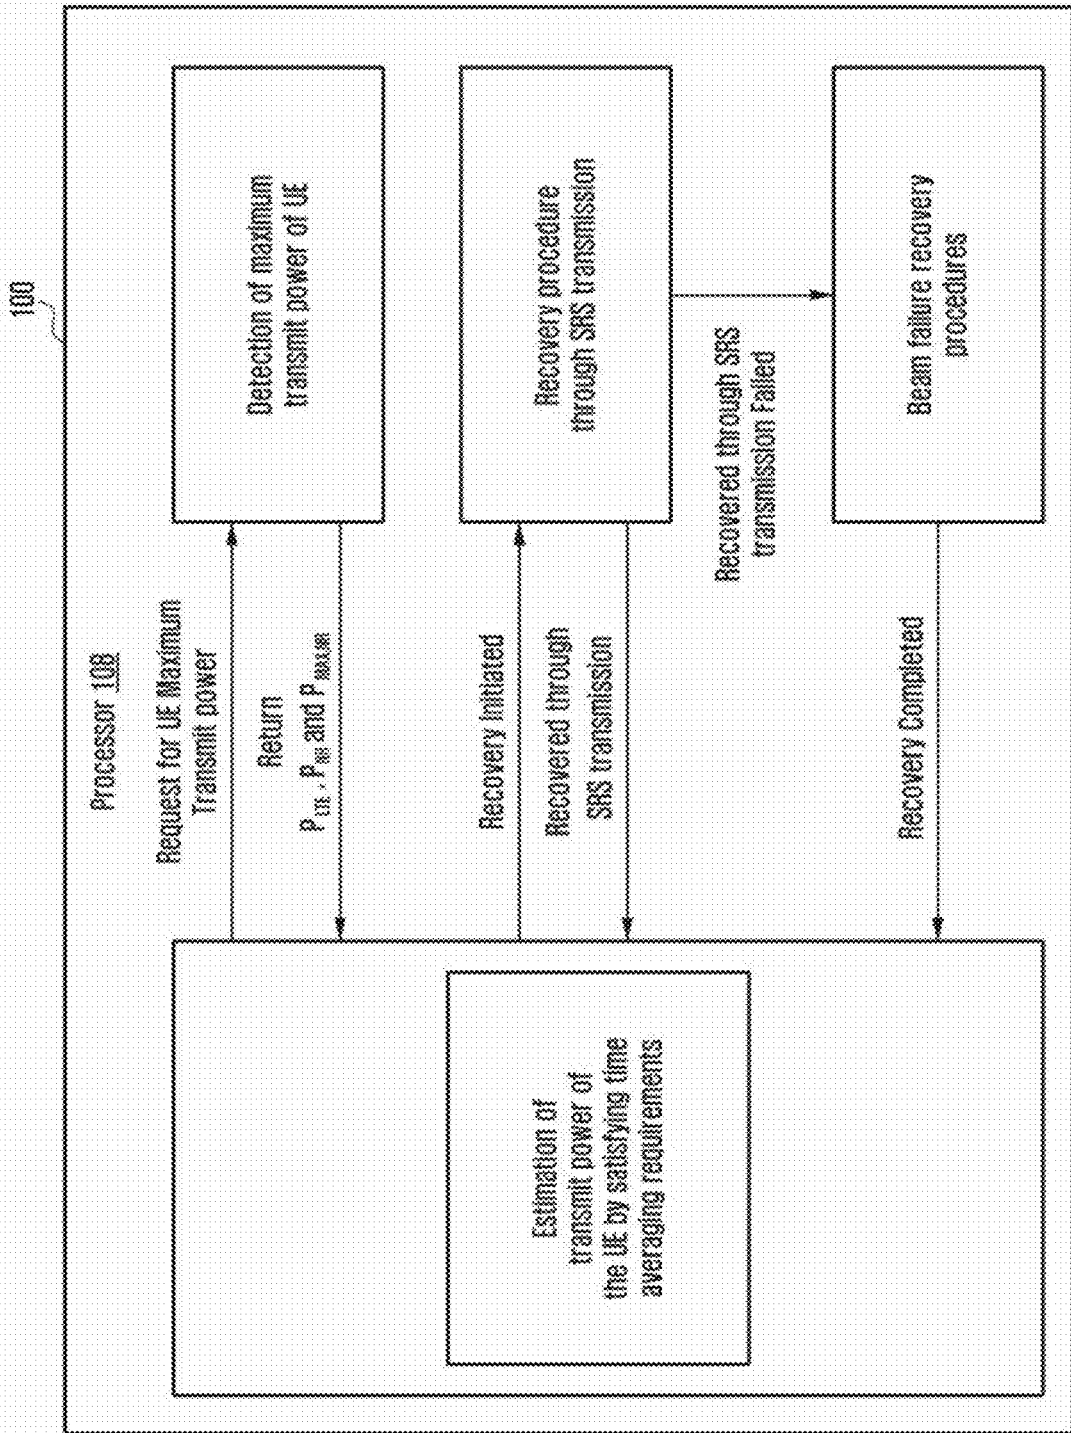 100
Processor 108
Request for UE Maximum
Transmit power
Return
P_LTE, P_NR and P_MAX,NR
Detection of maximum
transmit power of UE
Recovery Initiated
Recovered through
SRS transmission
Recovery procedure
through SRS transmission
Recovered through SRS
transmission Failed
Recovery Completed
Beam failure recovery
procedures
Estimation of
transmit power of
the UE by satisfying time
averaging requirements